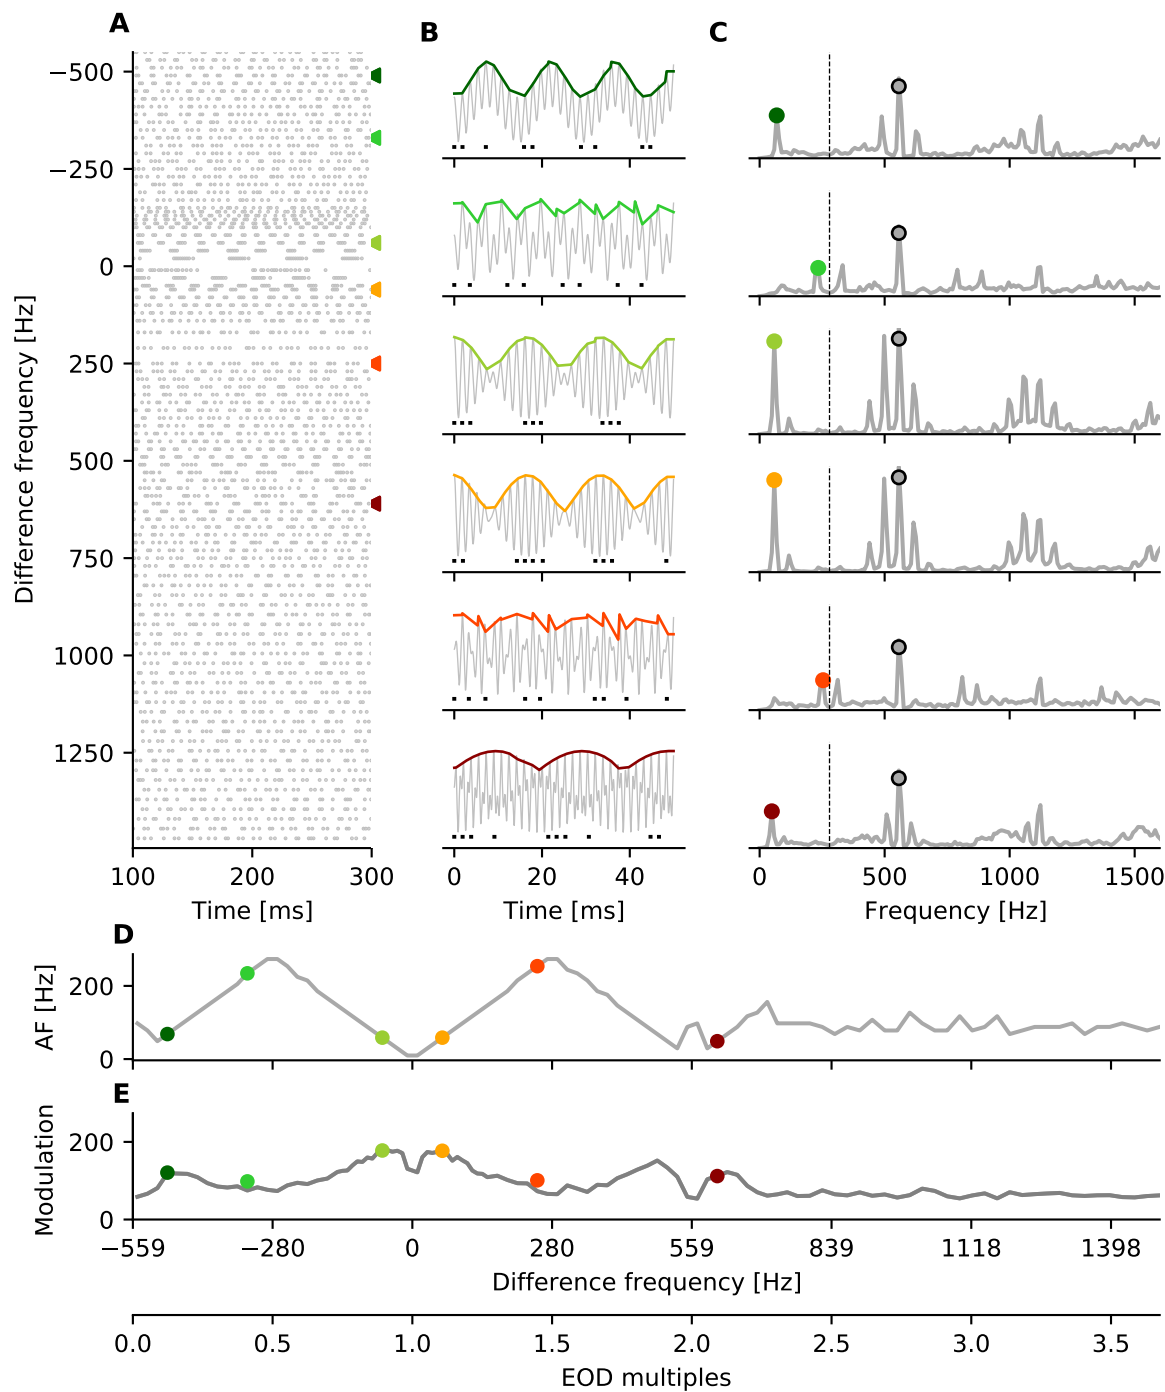 A B C
−500
−250
0
250
500
750
1000
1250
Difference frequency [Hz]
100 200 300 0 20 40 0 500 1000 1500
Time [ms] Time [ms] Frequency [Hz]
D
200
0
AF [Hz]
E
200
0
Modulation
−559 −280 0 280 559 839 1118 1398
Difference frequency [Hz]
0.0 0.5 1.0 1.5 2.0 2.5 3.0 3.5
EOD multiples